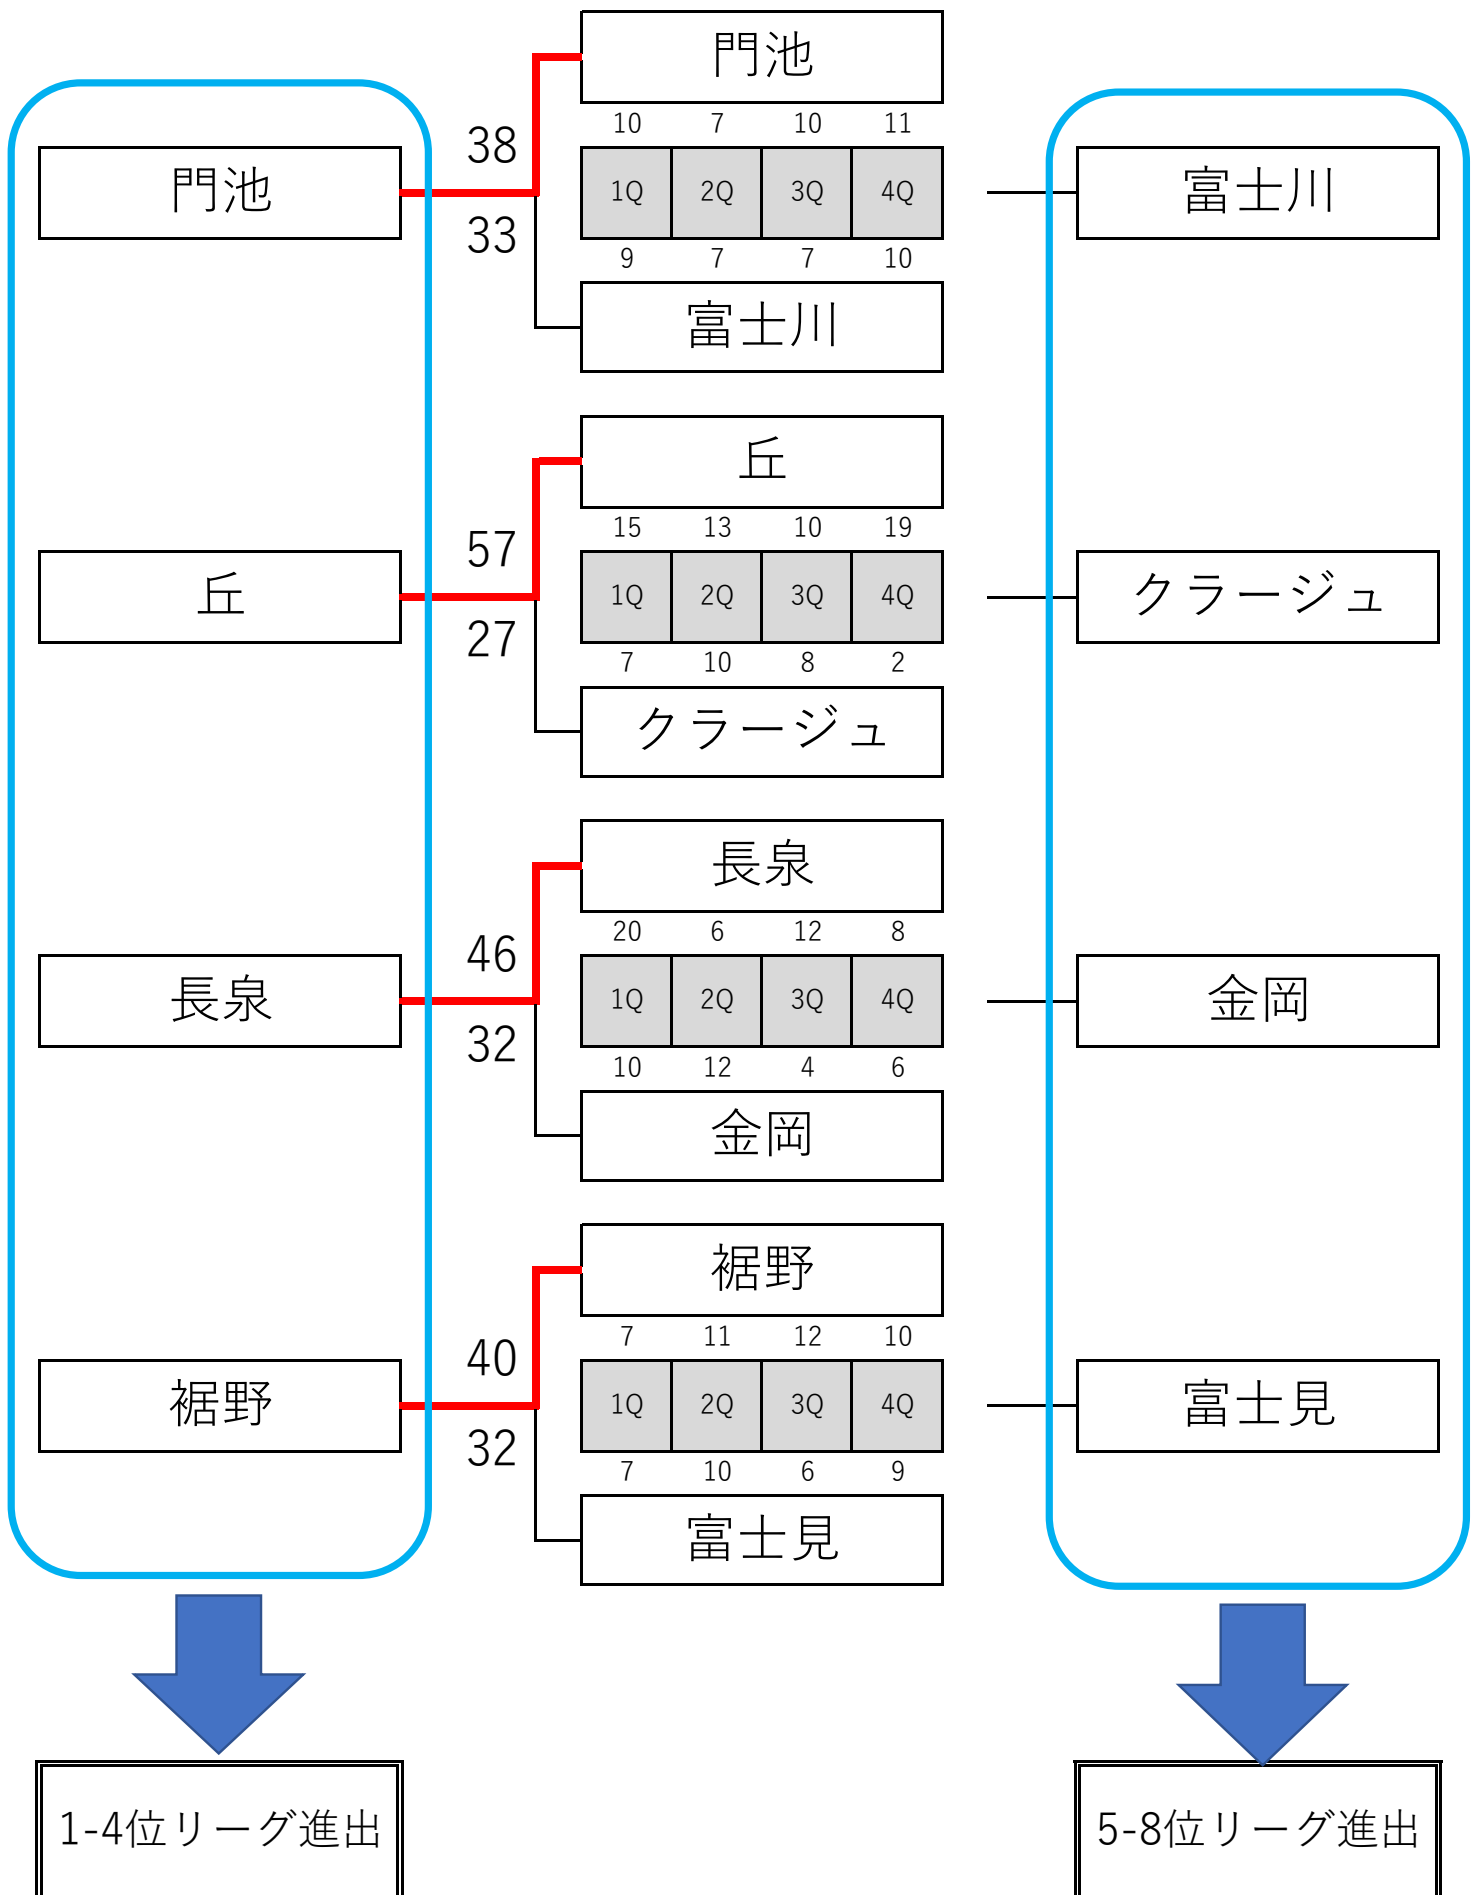 門池
10 7 10 11
38
門池
1Q 2Q 3Q 4Q
富士川
33
9 7 7 10
富士川
丘
15 13 10 19
57
丘
1Q 2Q 3Q 4Q
クラージュ
27
7 10 8 2
クラージュ
長泉
20 6 12 8
46
長泉
1Q 2Q 3Q 4Q
金岡
32
10 12 4 6
金岡
裾野
7 11 12 10
40
裾野
1Q 2Q 3Q 4Q
富士見
32
7 10 6 9
富士見
1-4位リーグ進出
5-8位リーグ進出